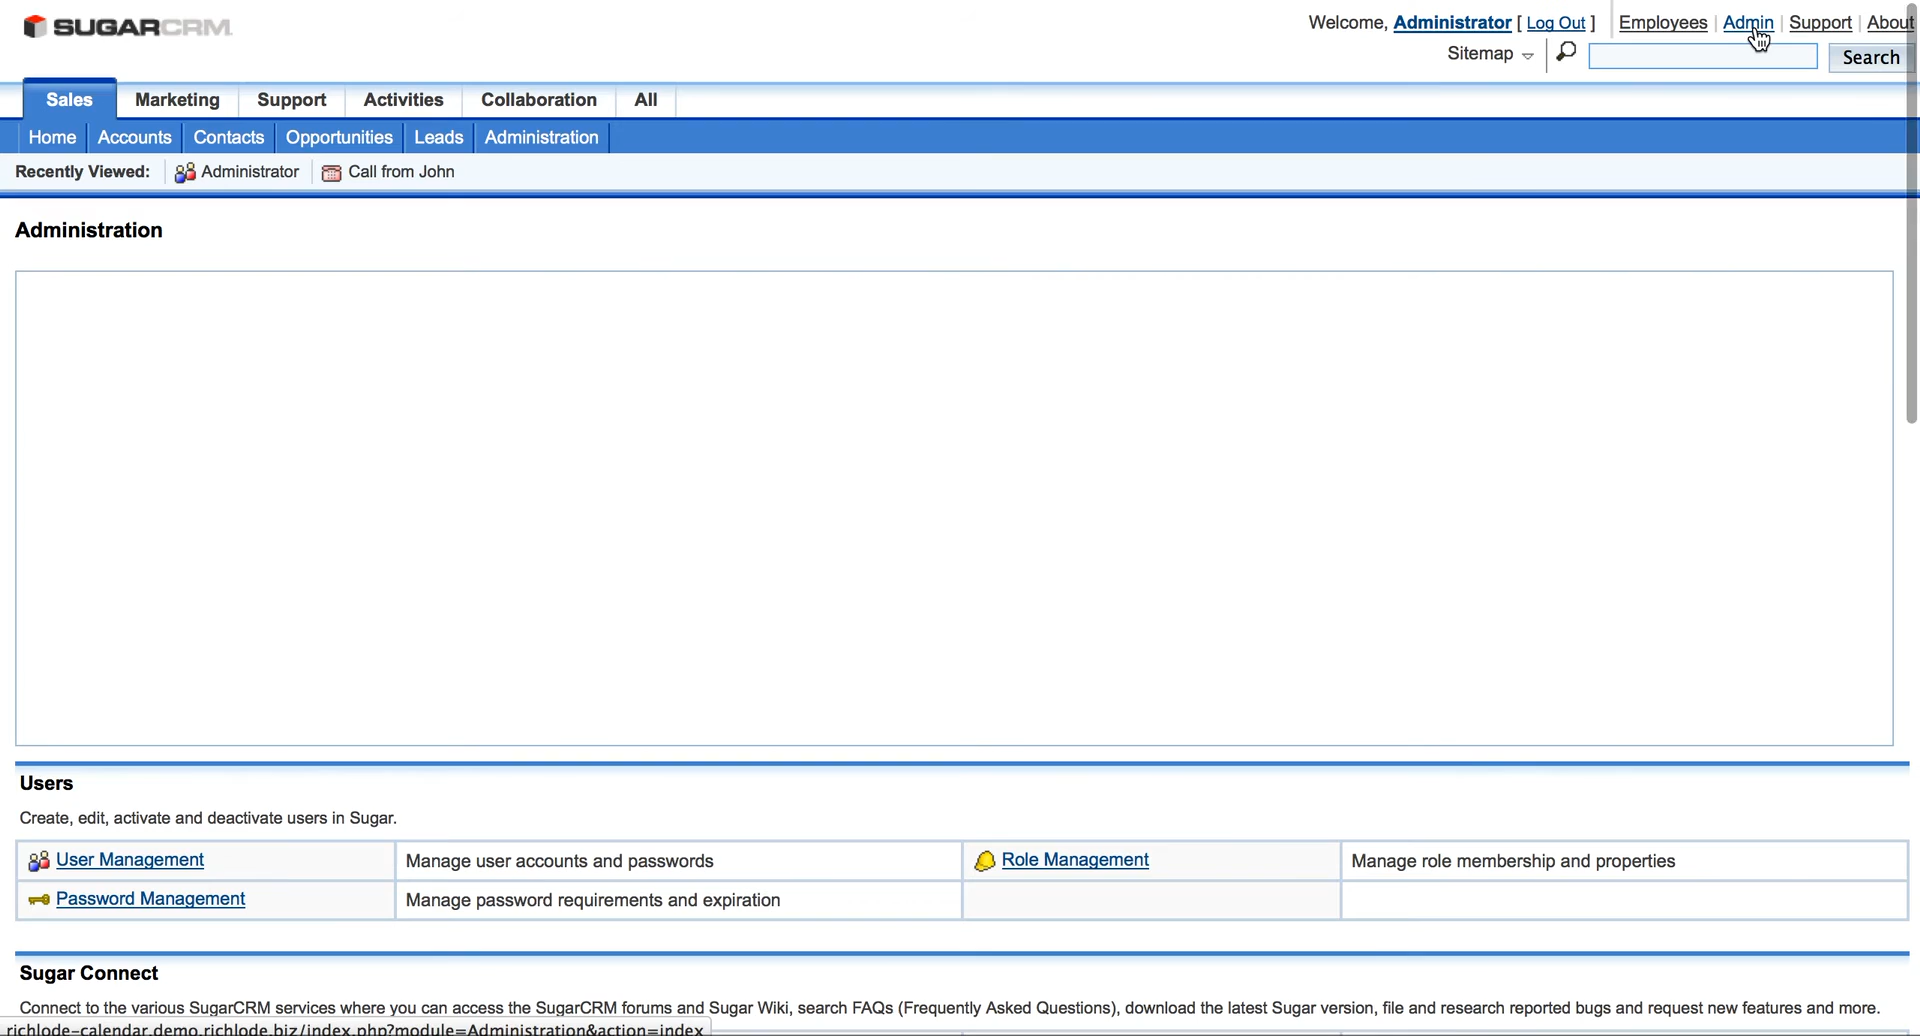 SUGARCRM
Welcome, Administrator [ Log Out ] Employees Admin Support About
Sitemap Search
Sales Marketing Support Activities Collaboration All
Home Accounts Contacts Opportunities Leads Administration
Recently Viewed: Administrator Call from John
Administration
Users
Create, edit, activate and deactivate users in Sugar.
User Management Manage user accounts and passwords Role Management Manage role membership and properties
Password Management Manage password requirements and expiration
Sugar Connect
Connect to the various SugarCRM services where you can access the SugarCRM forums and Sugar Wiki, search FAQs (Frequently Asked Questions), download the latest Sugar version, file and research reported bugs and request new features and more.
richlode-calendar.demo.richlode.biz/index.php?module=Administration&action=index